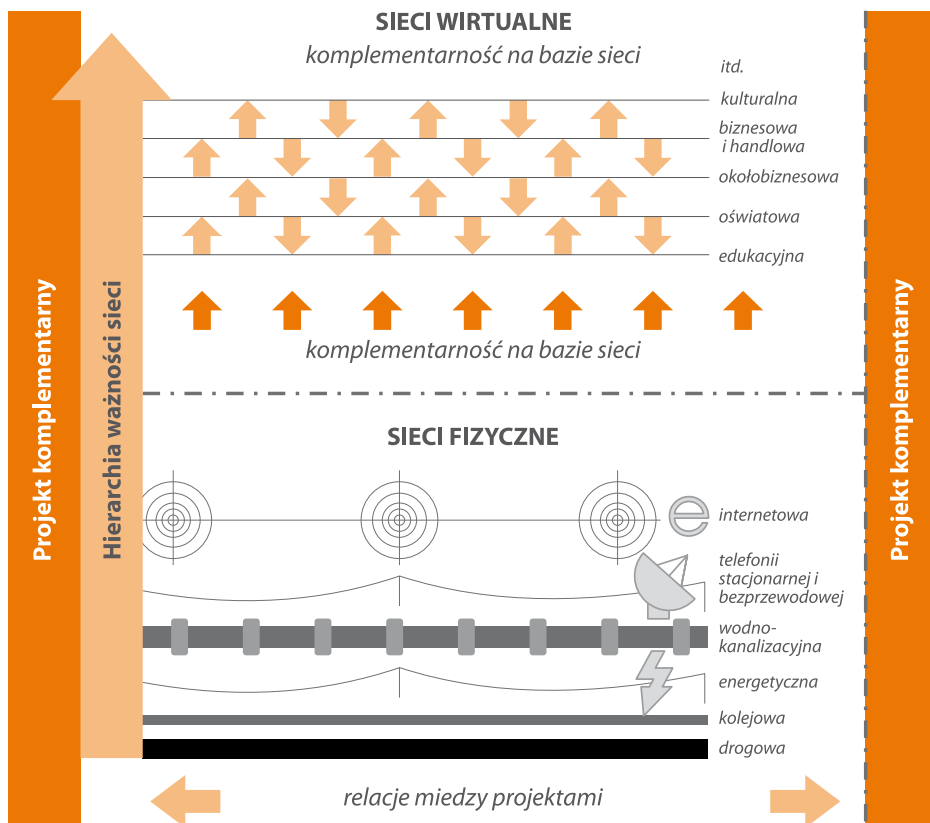 SIECI WIRTUALNE
komplementarność na bazie sieci
itd.
kulturalna
biznesowa
i handlowa
okołobiznesowa
oświatowa
edukacyjna
komplementarność na bazie sieci
SIECI FIZYCZNE
e
internetowa
telefonii
stacjonarnej i
bezprzewodowej
wodno-
kanalizacyjna
energetyczna
kolejowa
drogowa
relacje miedzy projektami
Projekt komplementarny
Hierarchia ważności sieci
Projekt komplementarny